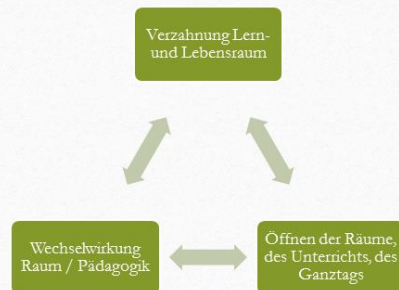 Verzahnung Lern-
und Lebensraum
Wechselwirkung
Raum / Pädagogik
Öffnen der Räume,
des Unterrichts, des
Ganztags